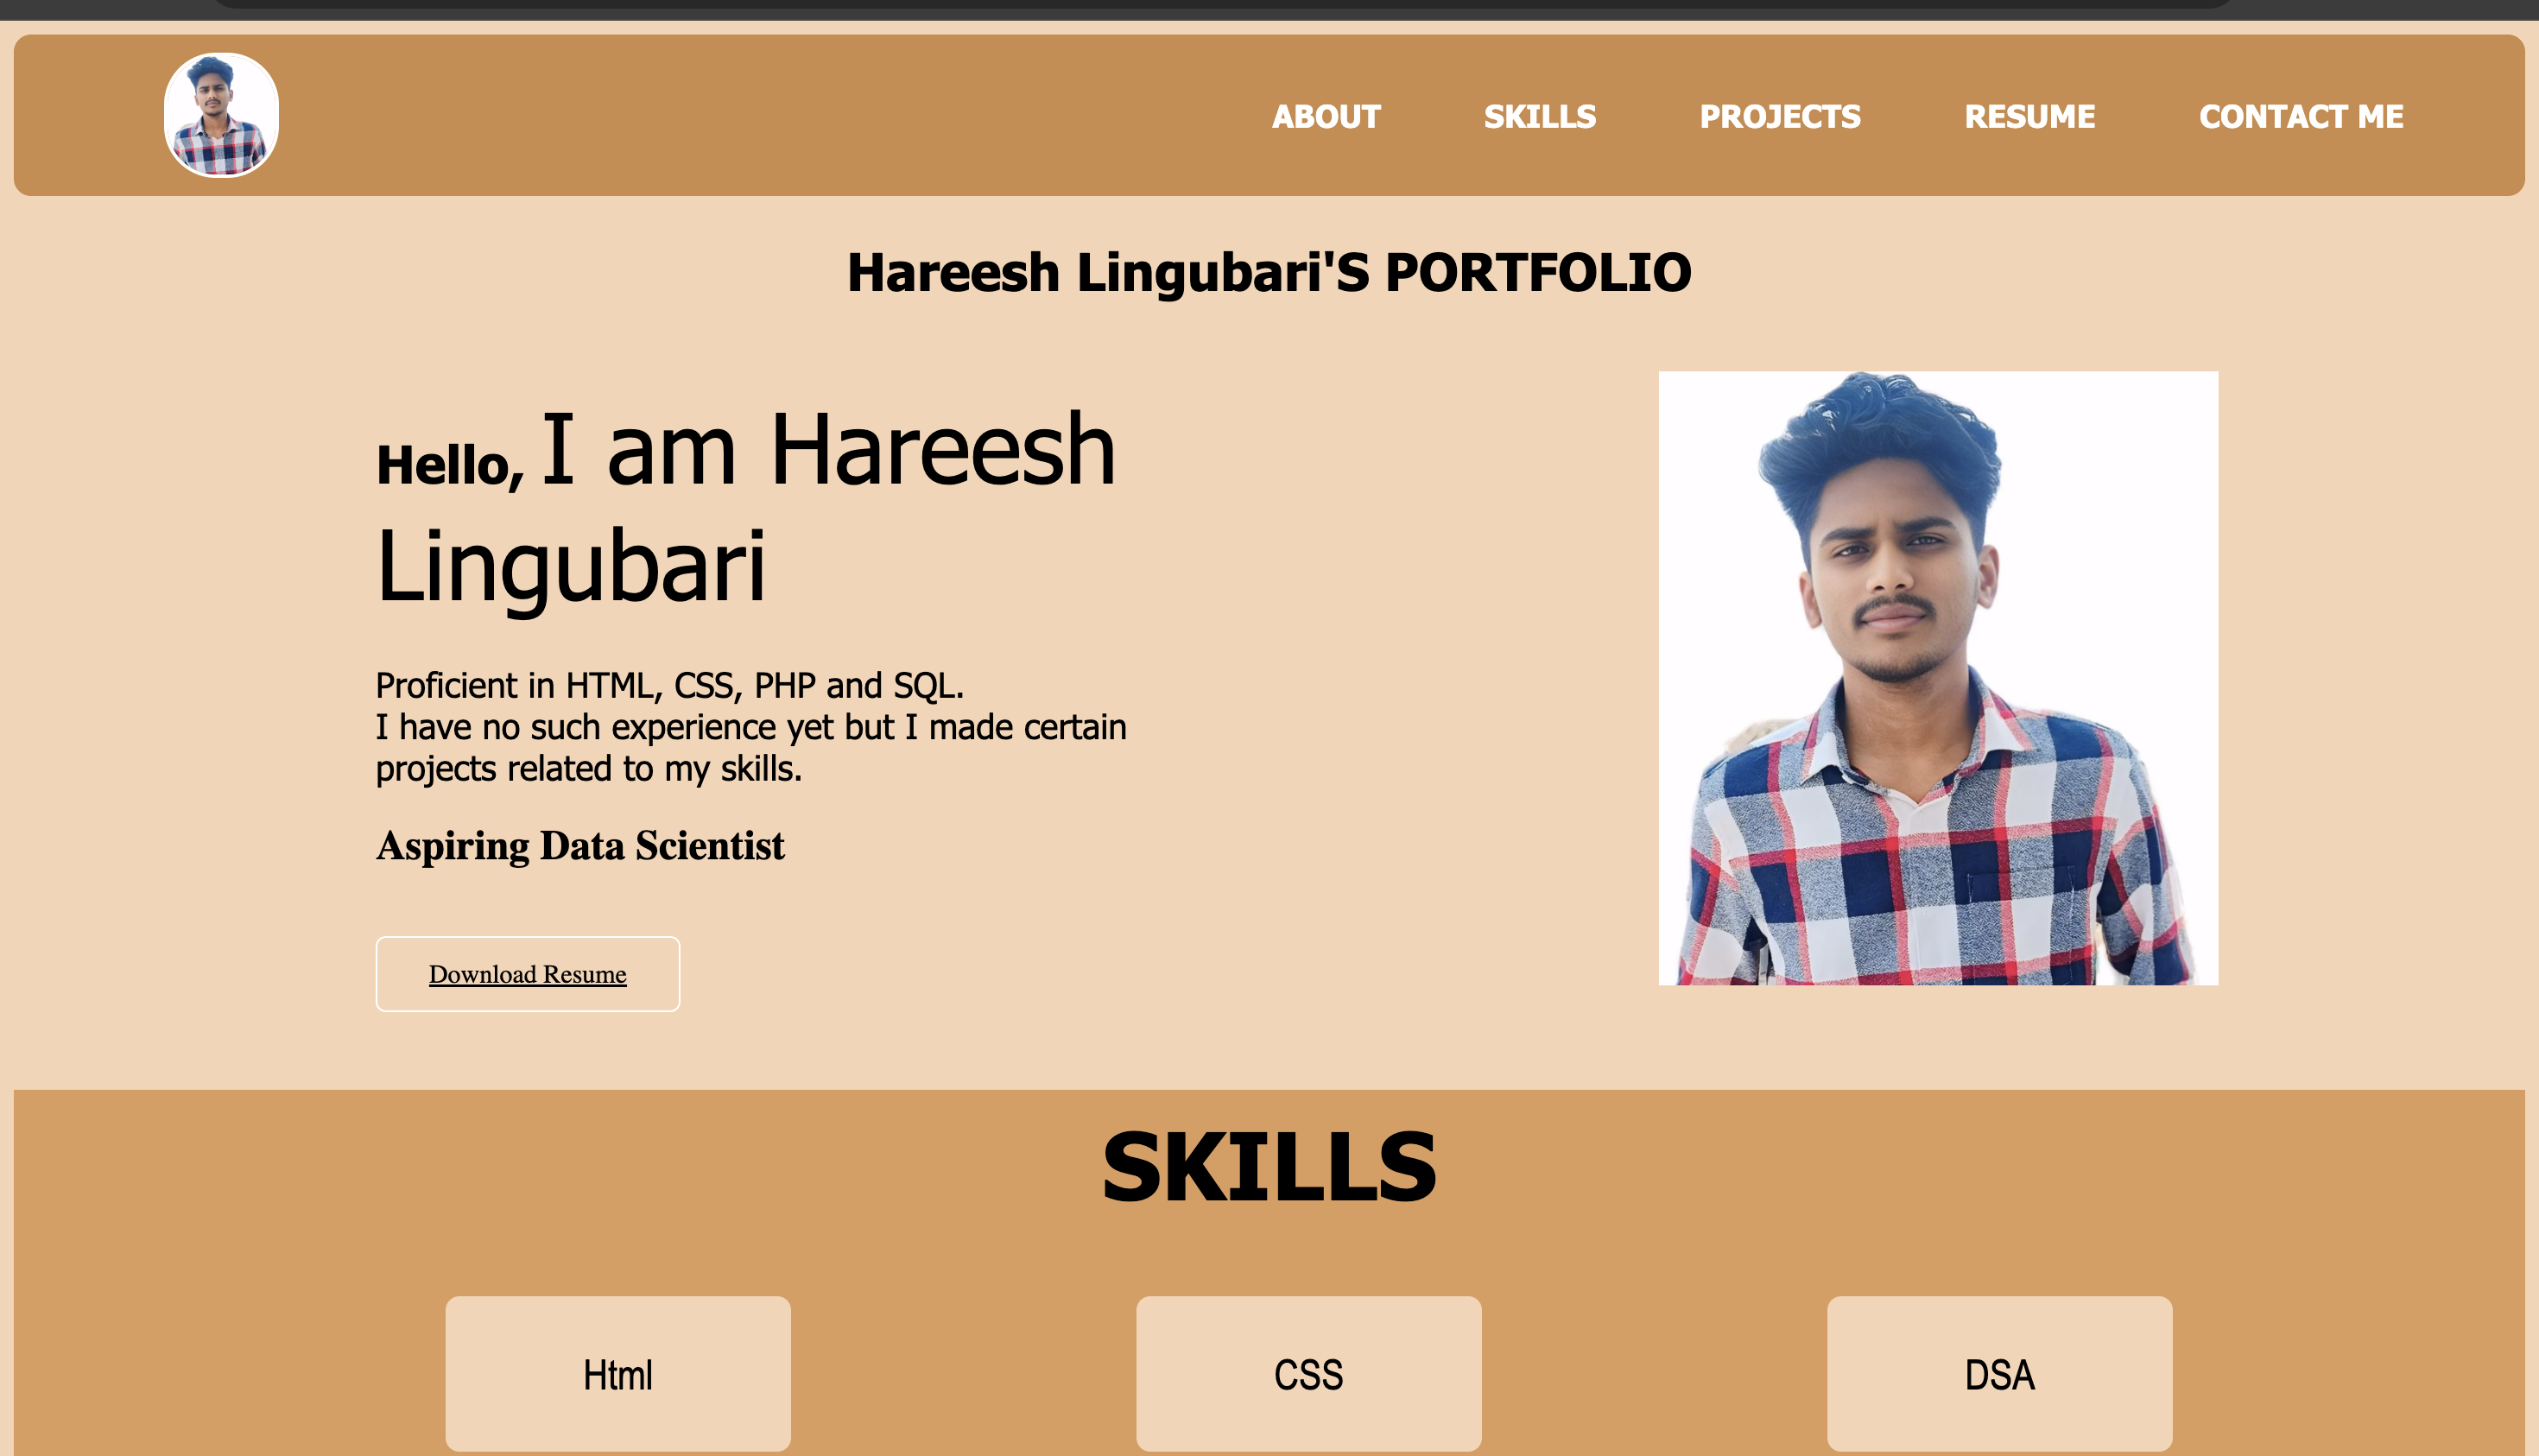 ABOUT SKILLS PROJECTS RESUME CONTACT ME
Hareesh Lingubari'S PORTFOLIO
Hello, I am Hareesh
Lingubari
Proficient in HTML, CSS, PHP and SQL.
I have no such experience yet but I made certain
projects related to my skills.
Aspiring Data Scientist
Download Resume
SKILLS
Html CSS DSA